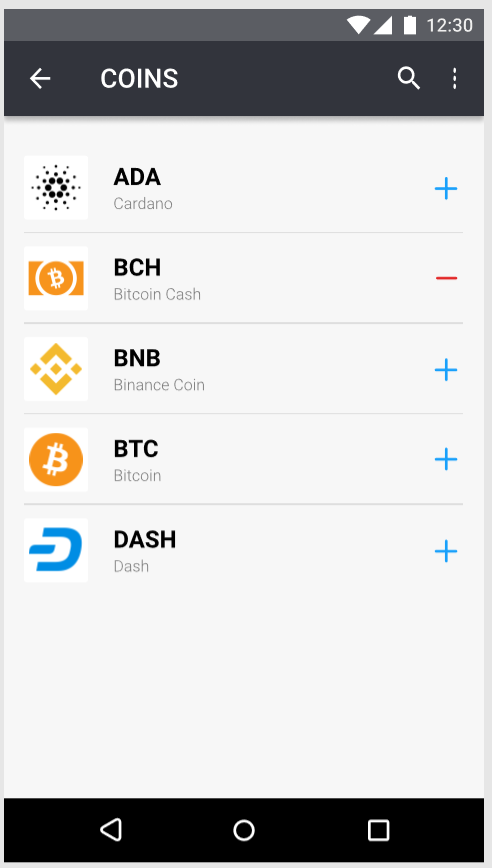 12:30
COINS
ADA
Cardano
BCH
Bitcoin Cash
BNB
Binance Coin
BTC
Bitcoin
DASH
Dash